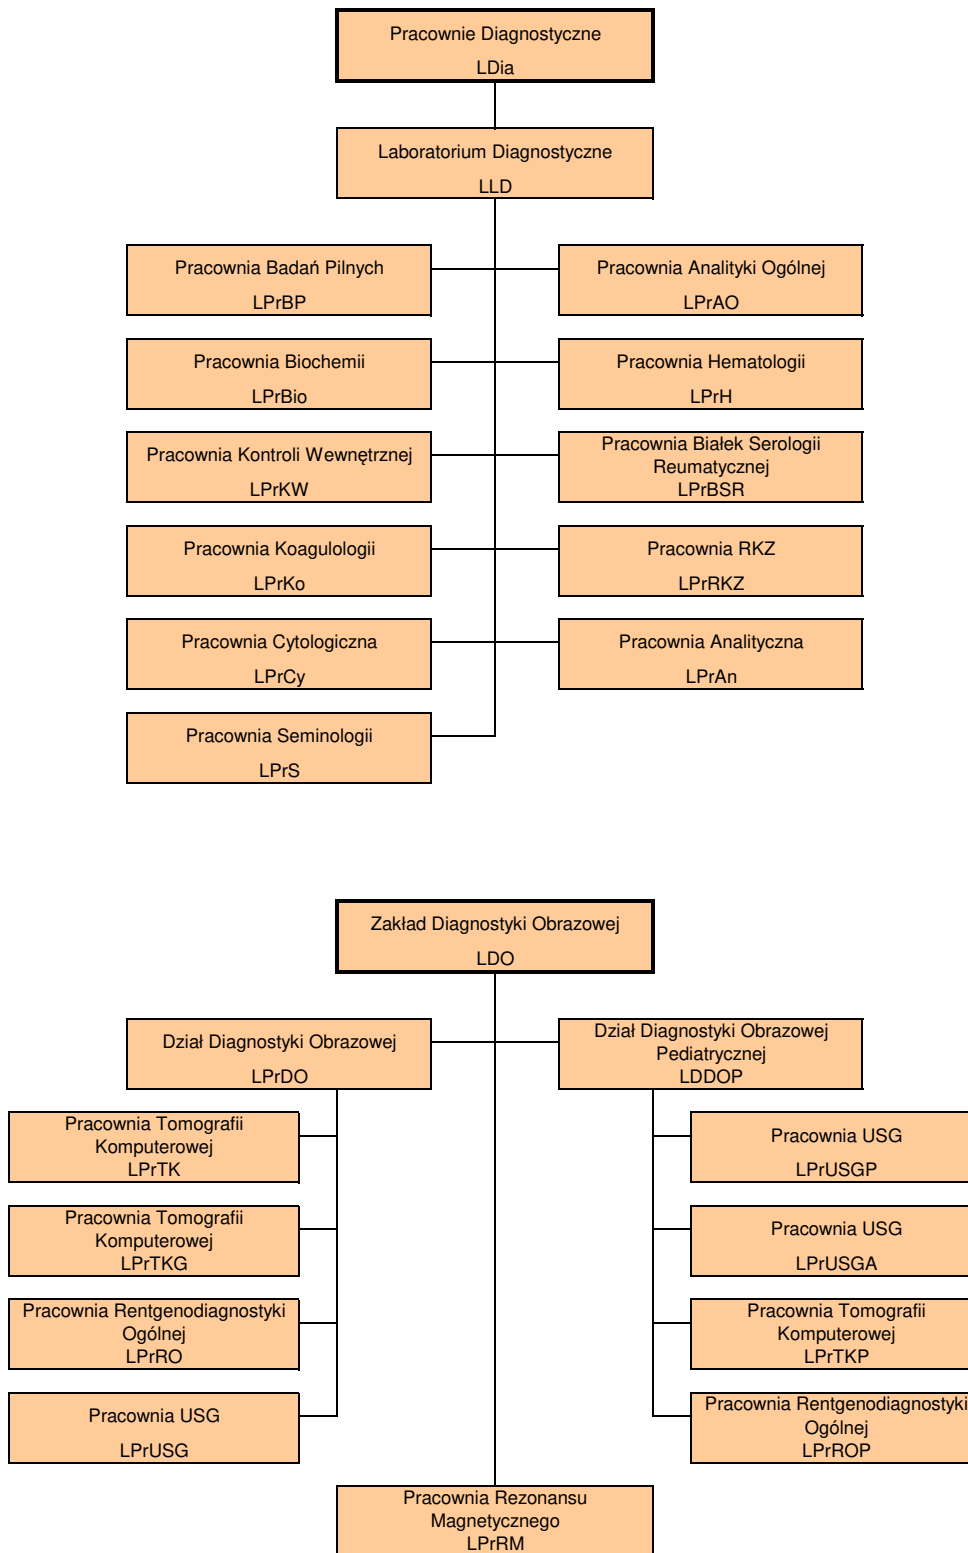 Pracownie Diagnostyczne
LDia
Laboratorium Diagnostyczne
LLD
Pracownia Badań Pilnych
LPrBP
Pracownia Analityki Ogólnej
LPrAO
Pracownia Biochemii
LPrBio
Pracownia Hematologii
LPrH
Pracownia Kontroli Wewnętrznej
LPrKW
Pracownia Białek Serologii
Reumatycznej
LPrBSR
Pracownia Koagulologii
LPrKo
Pracownia RKZ
LPrRKZ
Pracownia Cytologiczna
LPrCy
Pracownia Analityczna
LPrAn
Pracownia Seminologii
LPrS
Zakład Diagnostyki Obrazowej
LDO
Dział Diagnostyki Obrazowej
LPrDO
Dział Diagnostyki Obrazowej
Pediatrycznej
LDDOP
Pracownia Tomografii
Komputerowej
LPrTK
Pracownia USG
LPrUSGP
Pracownia Tomografii
Komputerowej
LPrTKG
Pracownia USG
LPrUSGA
Pracownia Rentgenodiagnostyki
Ogólnej
LPrRO
Pracownia Tomografii
Komputerowej
LPrTKP
Pracownia USG
LPrUSG
Pracownia Rentgenodiagnostyki
Ogólnej
LPrROP
Pracownia Rezonansu
Magnetycznego
LPrRM